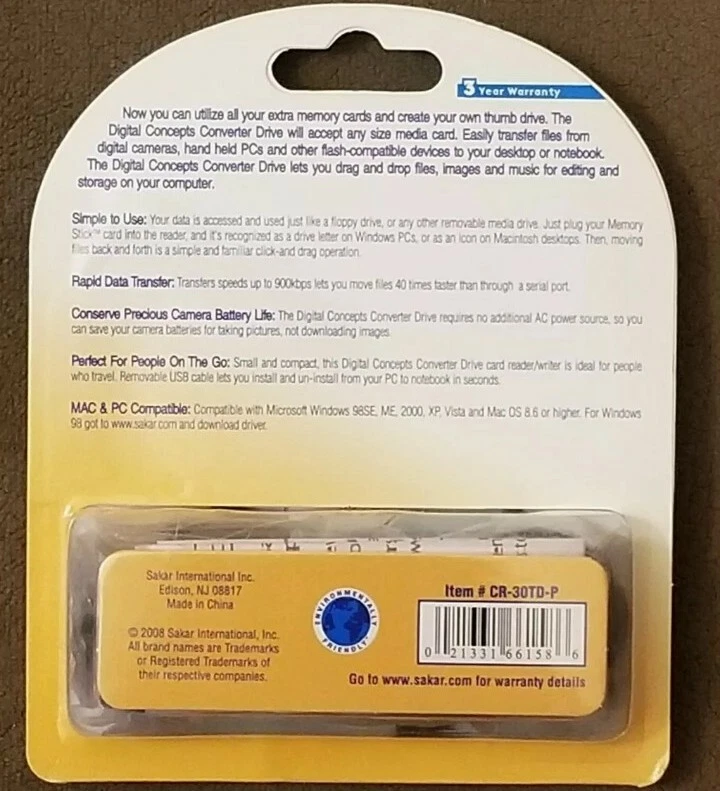 3 Year Warranty
Now you can utilize all your extra memory cards and create your own thumb drive. The
Digital Concepts Converter Drive will accept any size media card. Easily transfer files from
digital cameras, hand held PCs and other flash-compatible devices to your desktop or notebook.
The Digital Concepts Converter Drive lets you drag and drop files, images and music for editing and
storage on your computer.
Simple to Use: Your data is accessed and used just like a floppy drive, or any other removable media drive. Just plug your Memory
Stick™ card into the reader, and it's recognized as a drive letter on Windows PCs, or as an icon on Macintosh desktops. Then, moving
files back and forth is a simple and familiar click-and drag operation.
Rapid Data Transfer: Transfers speeds up to 900kbps lets you move files 40 times faster than through a serial port.
Conserve Precious Camera Battery Life: The Digital Concepts Converter Drive requires no additional AC power source, so you
can save your camera batteries for taking pictures, not downloading images.
Perfect For People On The Go: Small and compact, this Digital Concepts Converter Drive card reader/writer is ideal for people
who travel. Removable USB cable lets you install and un-install from your PC to notebook in seconds.
MAC & PC Compatible: Compatible with Microsoft Windows 98SE, ME, 2000, XP, Vista and Mac OS 8.6 or higher. For Windows
98 got to www.sakar.com and download driver.
Sakar International Inc.
Edison, NJ 08817
Made in China
© 2008 Sakar International, Inc.
All brand names are Trademarks
or Registered Trademarks of
their respective companies.
ENVIRONMENTALLY
FRIENDLY
Item # CR-30TD-P
0 21331 66158 6
Go to www.sakar.com for warranty details